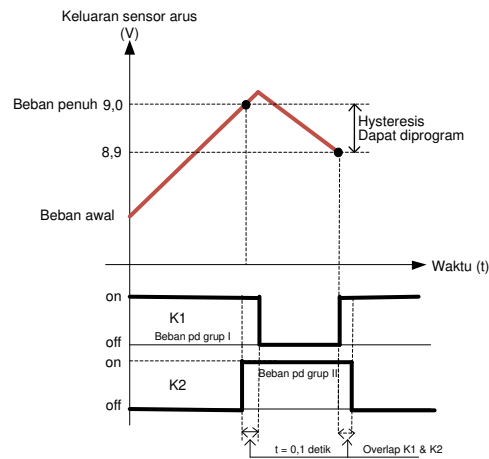 Keluaran sensor arus
(V)
Beban penuh 9,0
Hysteresis
Dapat diprogram
8,9
Beban awal
Waktu (t)
on
K1
Beban pd grup I
off
on
Beban pd grup II
K2
off
t = 0,1 detik
Overlap K1 & K2